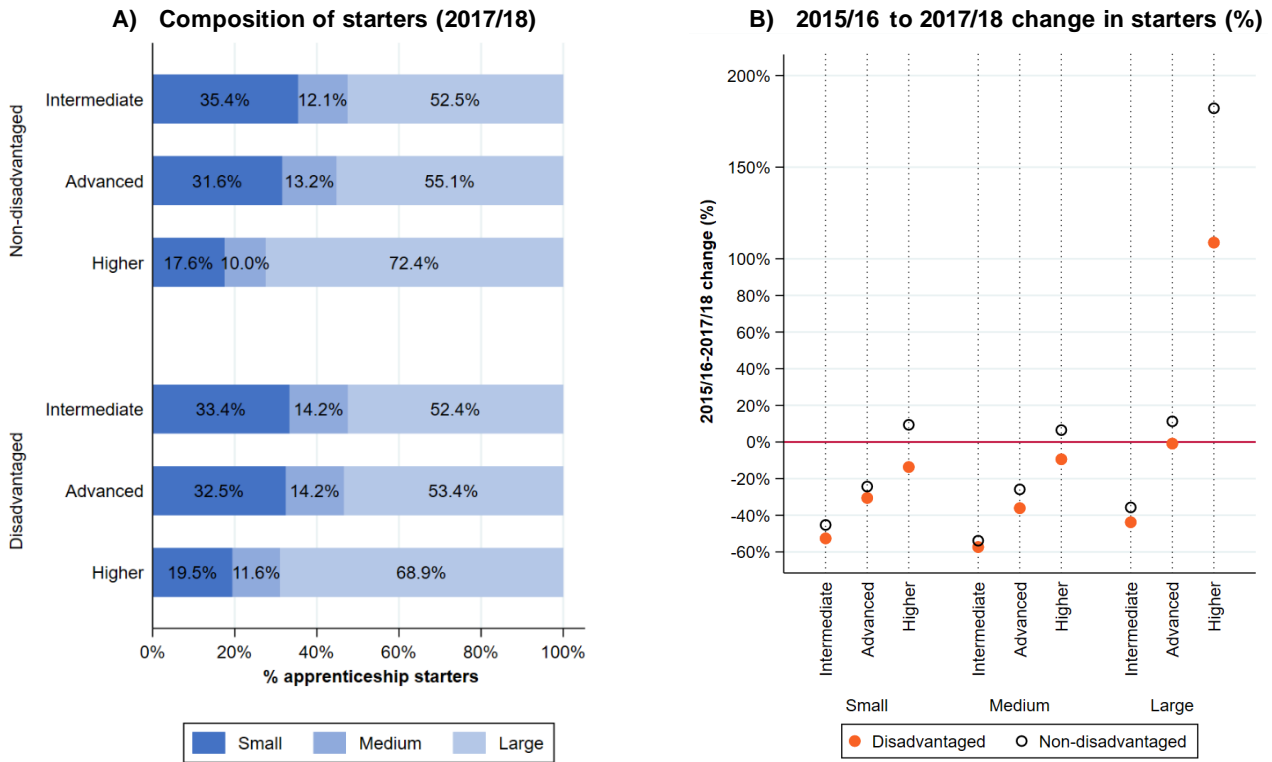 A) Composition of starters (2017/18)
Non-disadvantaged
Intermediate
35.4% 12.1% 52.5%
Advanced
31.6% 13.2% 55.1%
Higher
17.6% 10.0% 72.4%
Disadvantaged
Intermediate
33.4% 14.2% 52.4%
Advanced
32.5% 14.2% 53.4%
Higher
19.5% 11.6% 68.9%
0% 20% 40% 60% 80% 100%
% apprenticeship starters
Small Medium Large
B) 2015/16 to 2017/18 change in starters (%)
2015/16-2017/18 change (%)
200%
150%
100%
80%
60%
40%
20%
0%
-20%
-40%
-60%
Intermediate
Advanced
Higher
Intermediate
Advanced
Higher
Intermediate
Advanced
Higher
Small Medium Large
Disadvantaged Non-disadvantaged